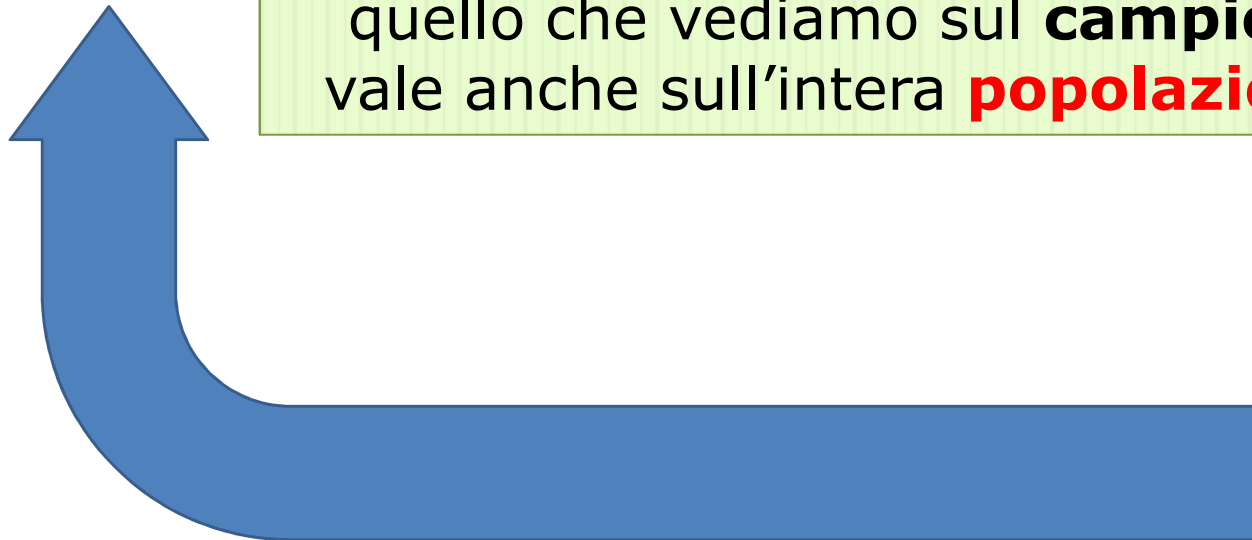 quello che vediamo sul
vale anche sull’intera